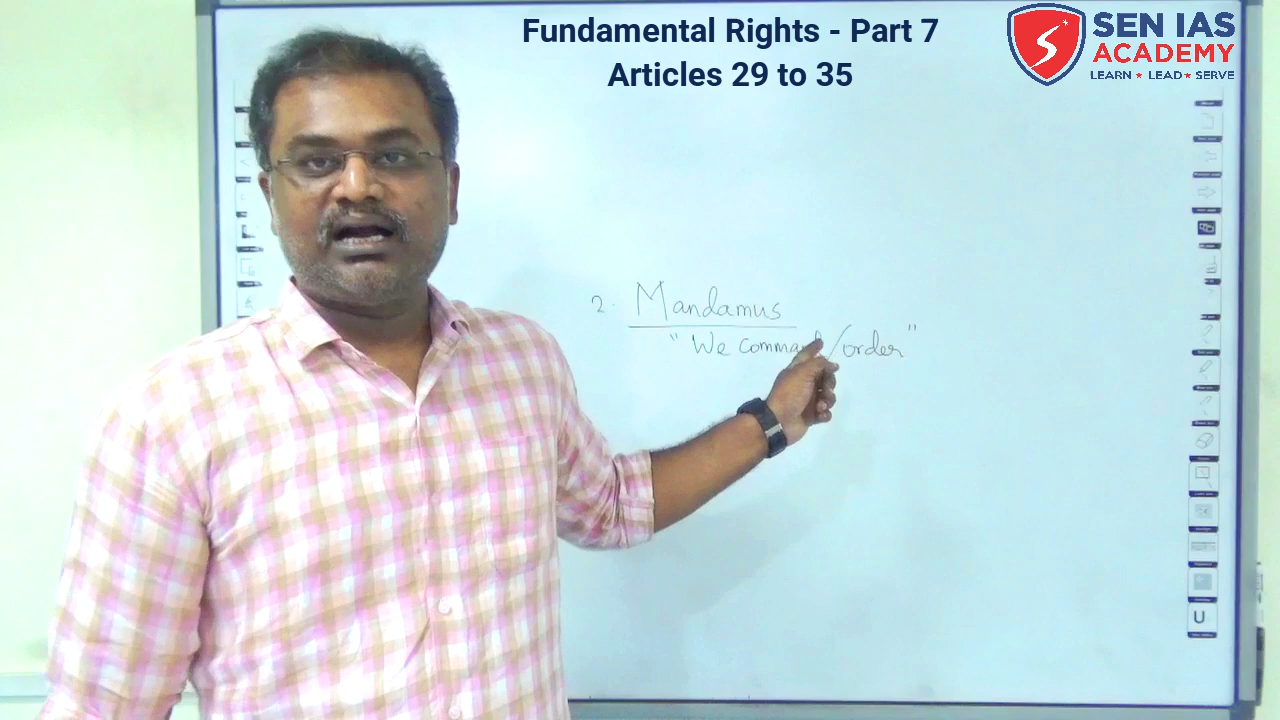 Fundamental Rights - Part 7
Articles 29 to 35
SEN IAS
ACADEMY
LEARN ★ LEAD ★ SERVE
2. Mandamus
" We command/order "
U